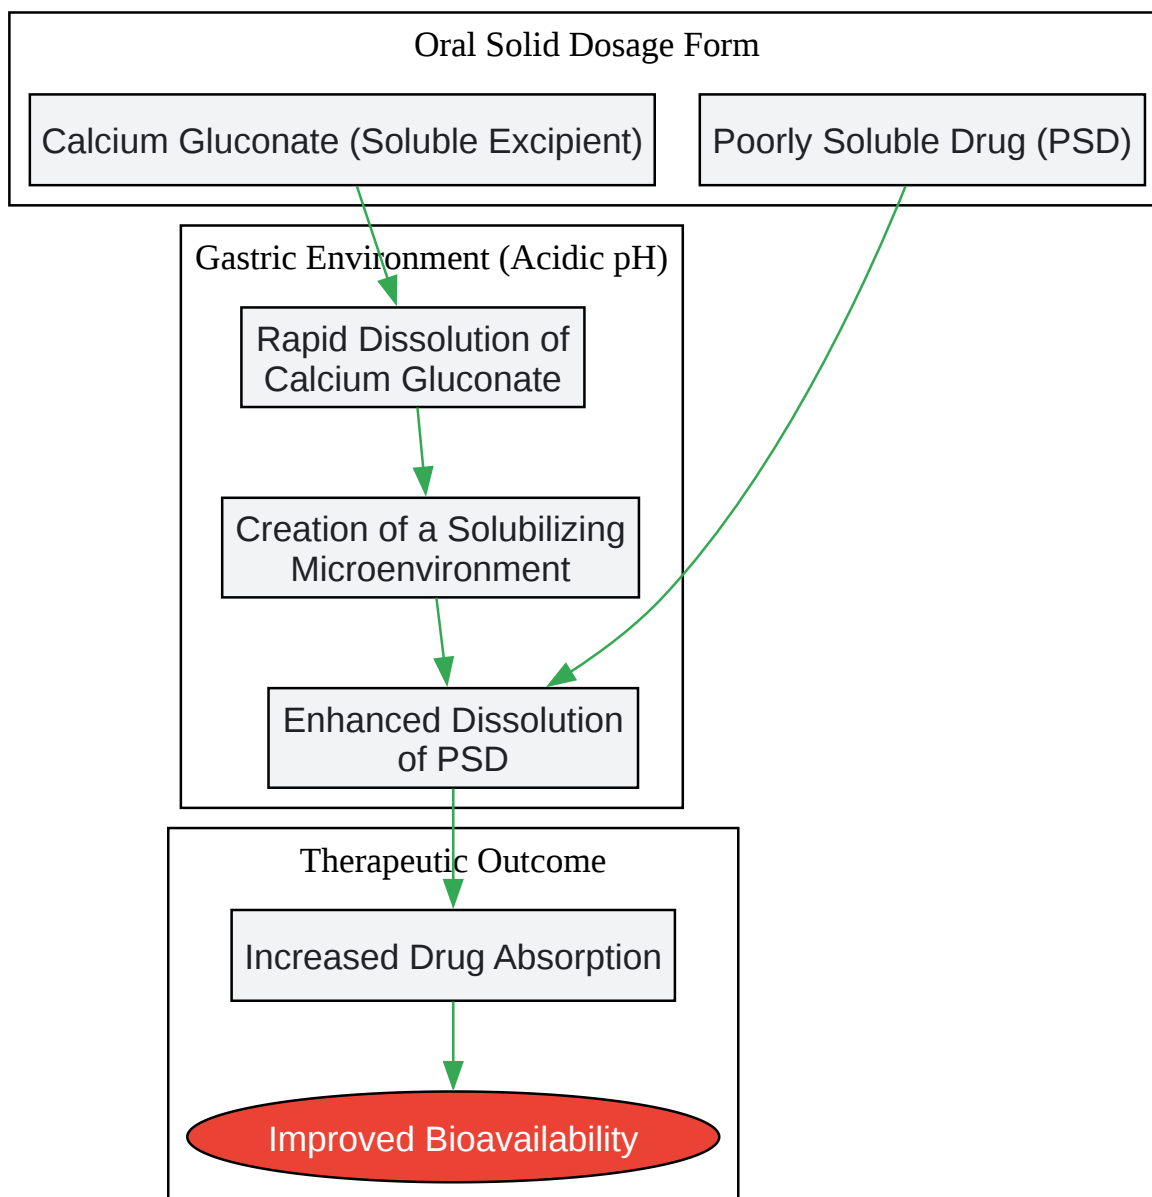 Oral Solid Dosage Form
Calcium Gluconate (Soluble Excipient)
Poorly Soluble Drug (PSD)
Gastric Environment (Acidic pH)
Rapid Dissolution of
Calcium Gluconate
Creation of a Solubilizing
Microenvironment
Enhanced Dissolution
of PSD
Therapeutic Outcome
Increased Drug Absorption
Improved Bioavailability